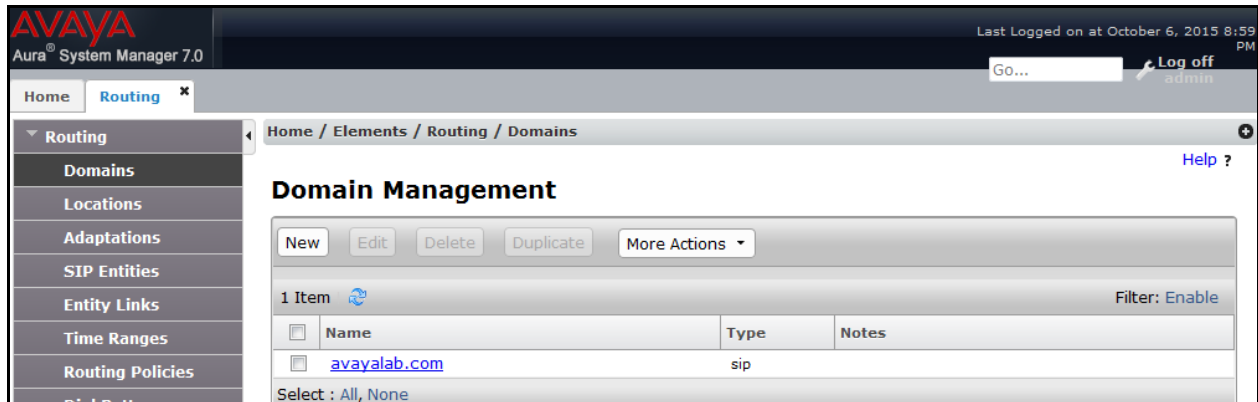 AVAYA
Aura® System Manager 7.0
Last Logged on at October 6, 2015 8:59
PM
Go...
Log off
admin
Home
Routing ×
Routing
Home / Elements / Routing / Domains
Help ?
Domains
Locations
Adaptations
SIP Entities
Entity Links
Time Ranges
Routing Policies
Domain Management
New Edit Delete Duplicate More Actions
1 Item Filter: Enable
Name Type Notes
avayalab.com sip
Select : All, None